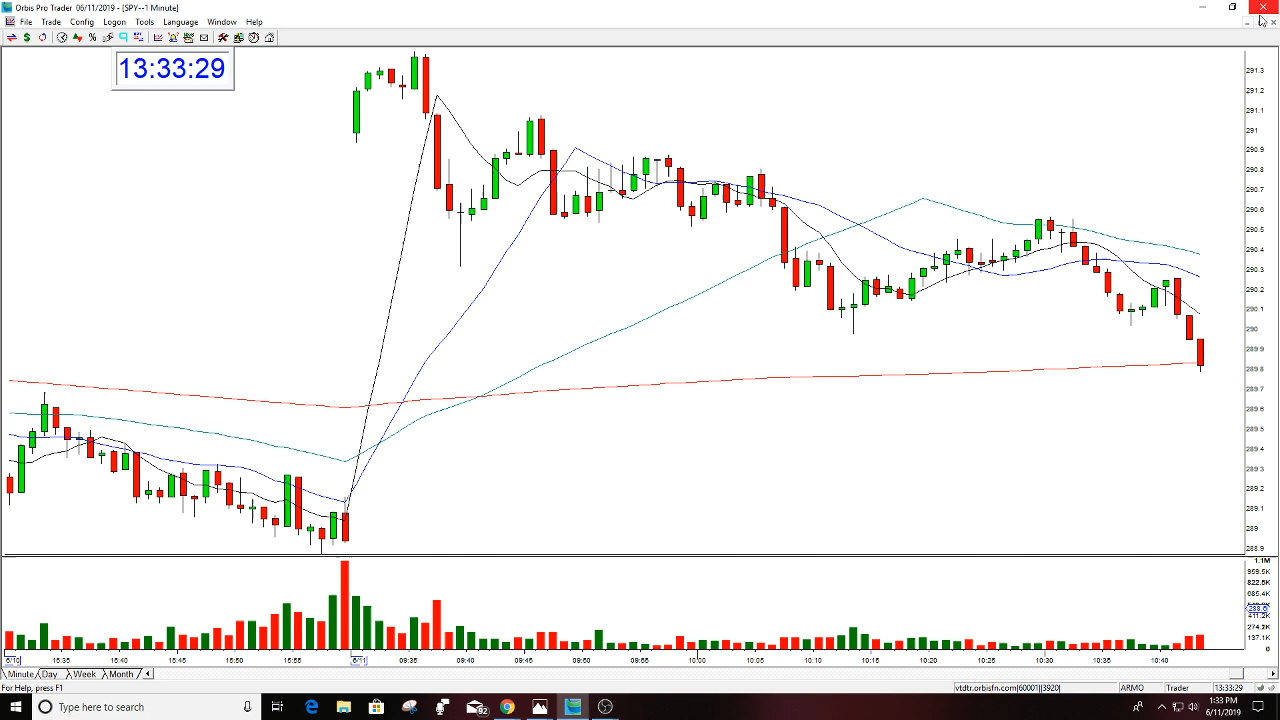 Orbis Pro Trader 06/11/2019 - [SPY--1 Minute]
File Trade Config Logon Tools Language Window Help
13:33:29
291.3
291.2
291.1
291
290.9
290.8
290.7
290.6
290.5
290.4
290.3
290.2
290.1
290
289.9
289.8
289.7
289.6
289.5
289.4
289.3
289.2
289.1
289
288.9
1.1M
959.5K
822.5K
685.4K
411.2K
274.2K
137.1K
0
6/10 15:35 15:40 15:45 15:50 15:55 6/11 09:35 09:40 09:45 09:50 09:55 10:00 10:05 10:10 10:15 10:20 10:25 10:30 10:35 10:40
Minute Day Week Month
For Help, press F1 vtdtr.orbisfn.com|60001||3920| ARMO Trader 13:33:29
Type here to search
1:33 PM
6/11/2019